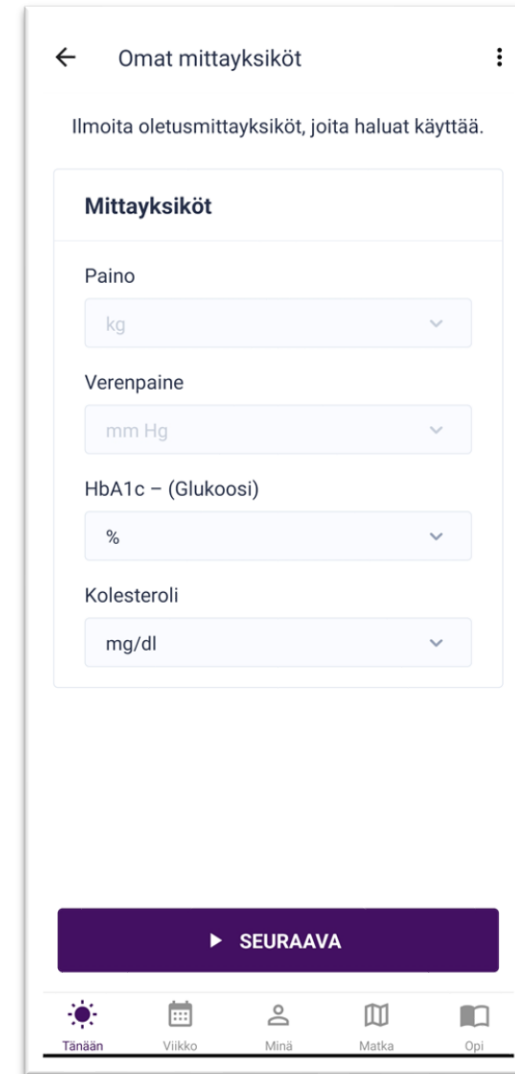 Omat mittayksiköt
Ilmoita oletusmittayksiköt, joita haluat käyttää.
Mittayksiköt
Paino
kg
Verenpaine
mm Hg
HbA1c – (Glukoosi)
%
Kolesteroli
mg/dl
SEURAAVA
Tänään Viikko Minä Matka Opi